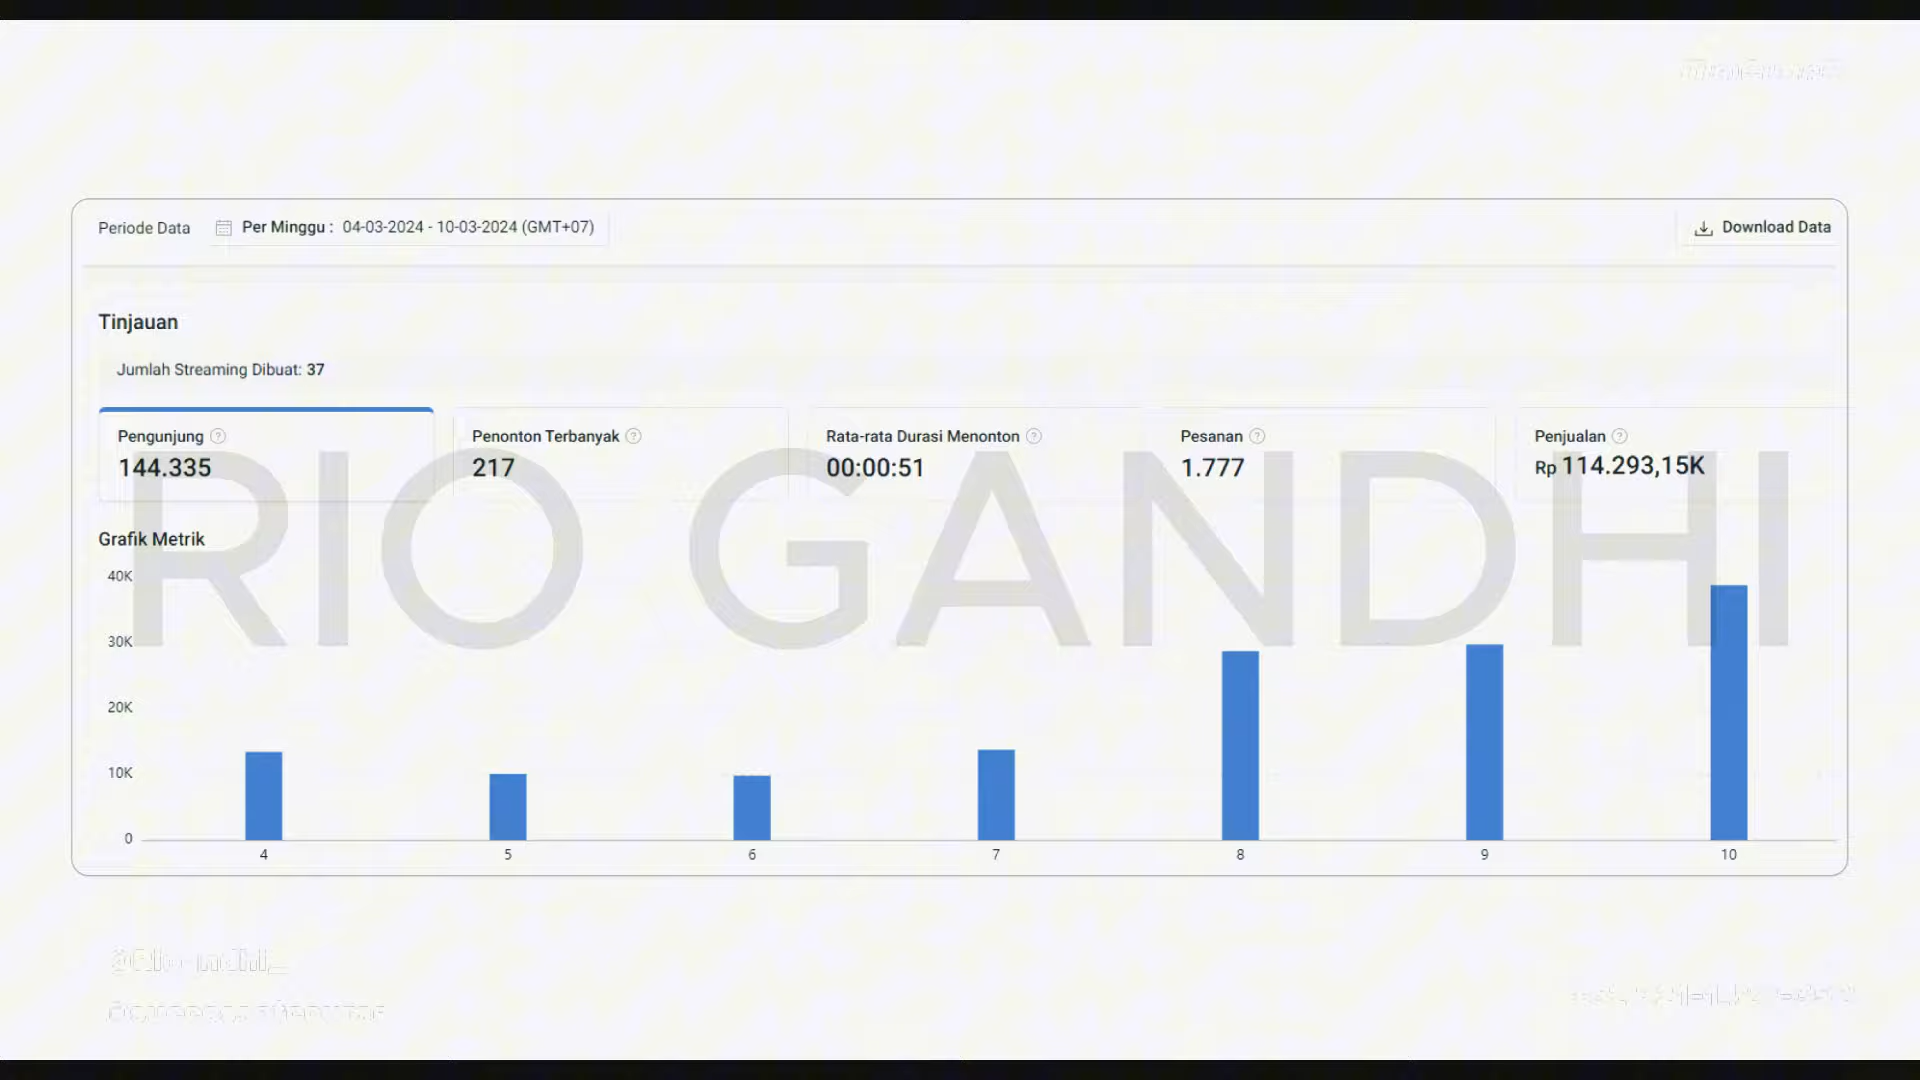 Periode Data Per Minggu : 04-03-2024 - 10-03-2024 (GMT+07) Download Data
Tinjauan
Jumlah Streaming Dibuat: 37
Pengunjung Penonton Terbanyak Rata-rata Durasi Menonton Pesanan Penjualan
144.335 217 00:00:51 1.777 Rp 114.293,15K
RIO GANDHI
Grafik Metrik
40K
30K
20K
10K
0
4 5 6 7 8 9 10